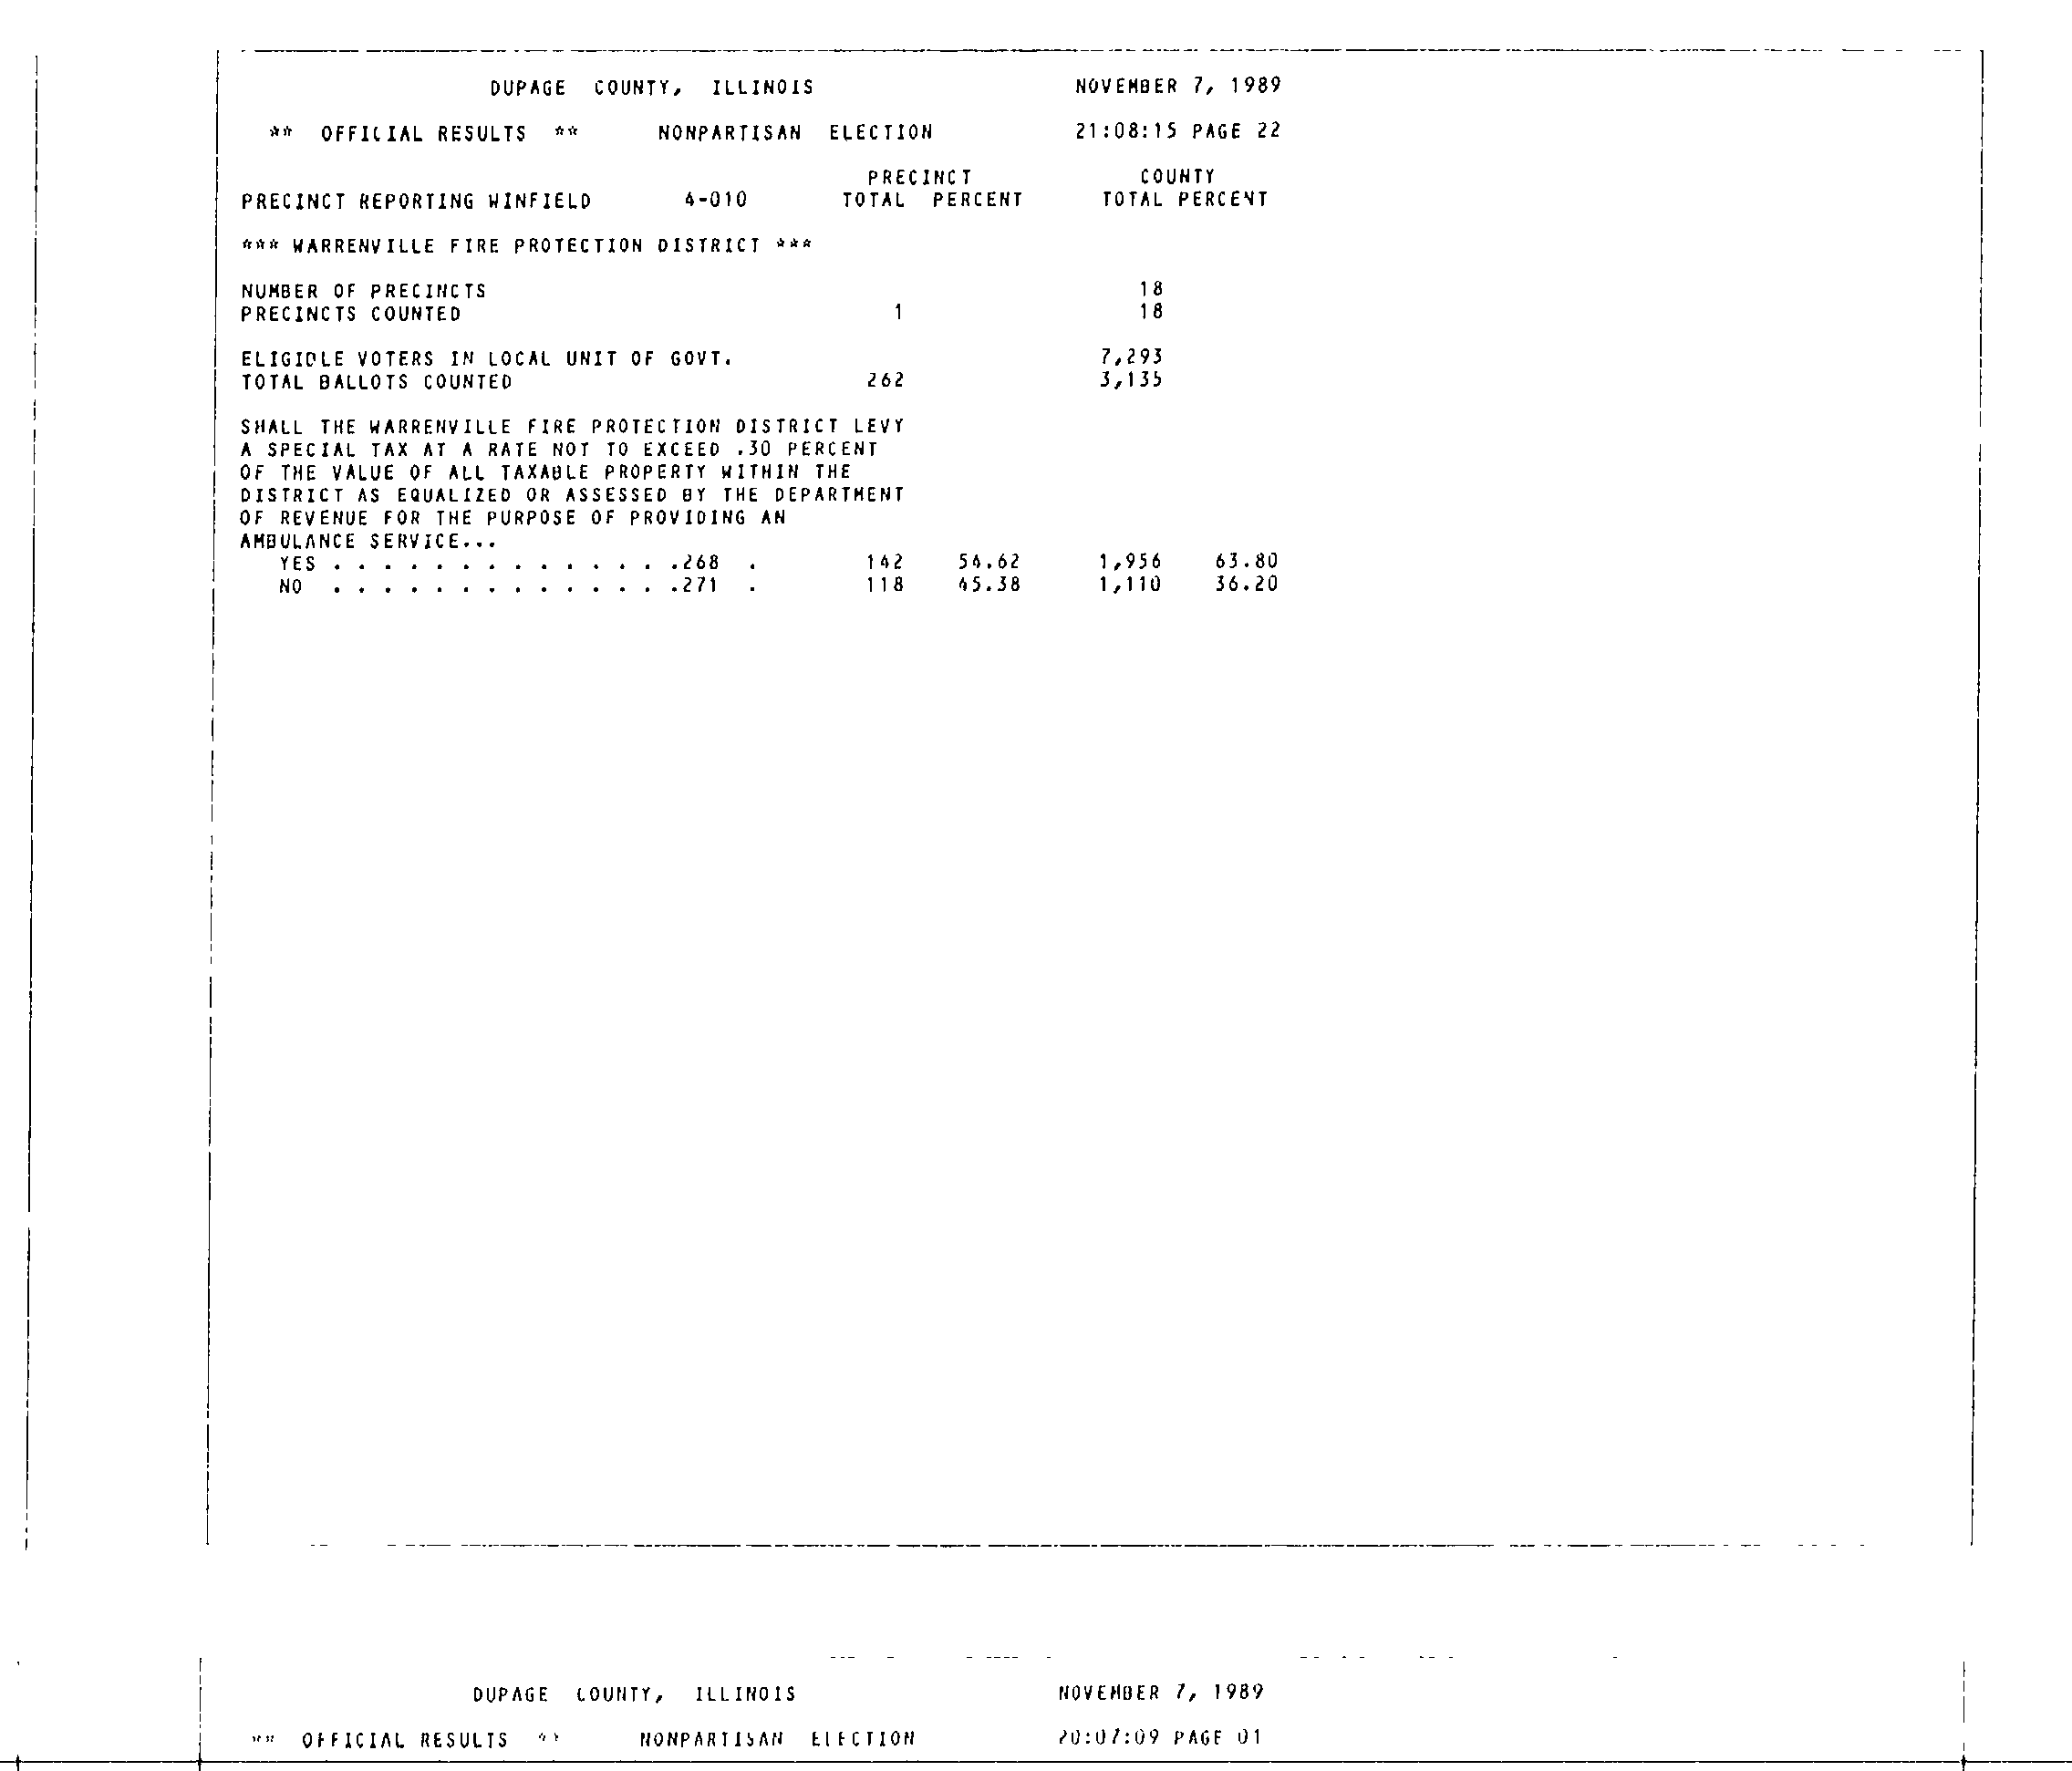 DUPAGE COUNTY, ILLINOIS NOVEMBER 7, 1989
** OFFICIAL RESULTS ** NONPARTISAN ELECTION 21:08:15 PAGE 22
PRECINCT COUNTY
PRECINCT REPORTING WINFIELD 4-010 TOTAL PERCENT TOTAL PERCENT
*** WARRENVILLE FIRE PROTECTION DISTRICT ***
NUMBER OF PRECINCTS 18
PRECINCTS COUNTED 1 18
ELIGIBLE VOTERS IN LOCAL UNIT OF GOVT. 7,293
TOTAL BALLOTS COUNTED 262 3,135
SHALL THE WARRENVILLE FIRE PROTECTION DISTRICT LEVY
A SPECIAL TAX AT A RATE NOT TO EXCEED .30 PERCENT
OF THE VALUE OF ALL TAXABLE PROPERTY WITHIN THE
DISTRICT AS EQUALIZED OR ASSESSED BY THE DEPARTMENT
OF REVENUE FOR THE PURPOSE OF PROVIDING AN
AMBULANCE SERVICE...
YES . . . . . . . . . . . . . .268 . 142 54.62 1,956 63.80
NO . . . . . . . . . . . . . .271 . 118 45.38 1,110 36.20
DUPAGE COUNTY, ILLINOIS NOVEMBER 7, 1989
** OFFICIAL RESULTS ** NONPARTISAN ELECTION 20:07:09 PAGE 01